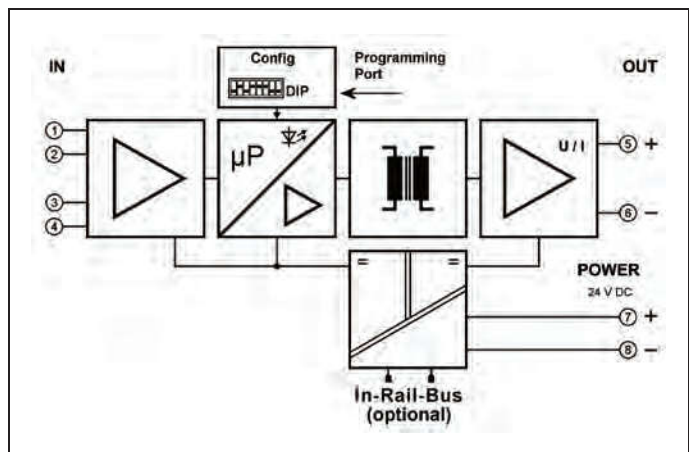 IN
Config
DIP
Programming
Port
OUT
1
2
3
4
µP
U / I
5 +
6 −
POWER
24 V DC
= =
7 +
8 −
In-Rail-Bus
(optional)